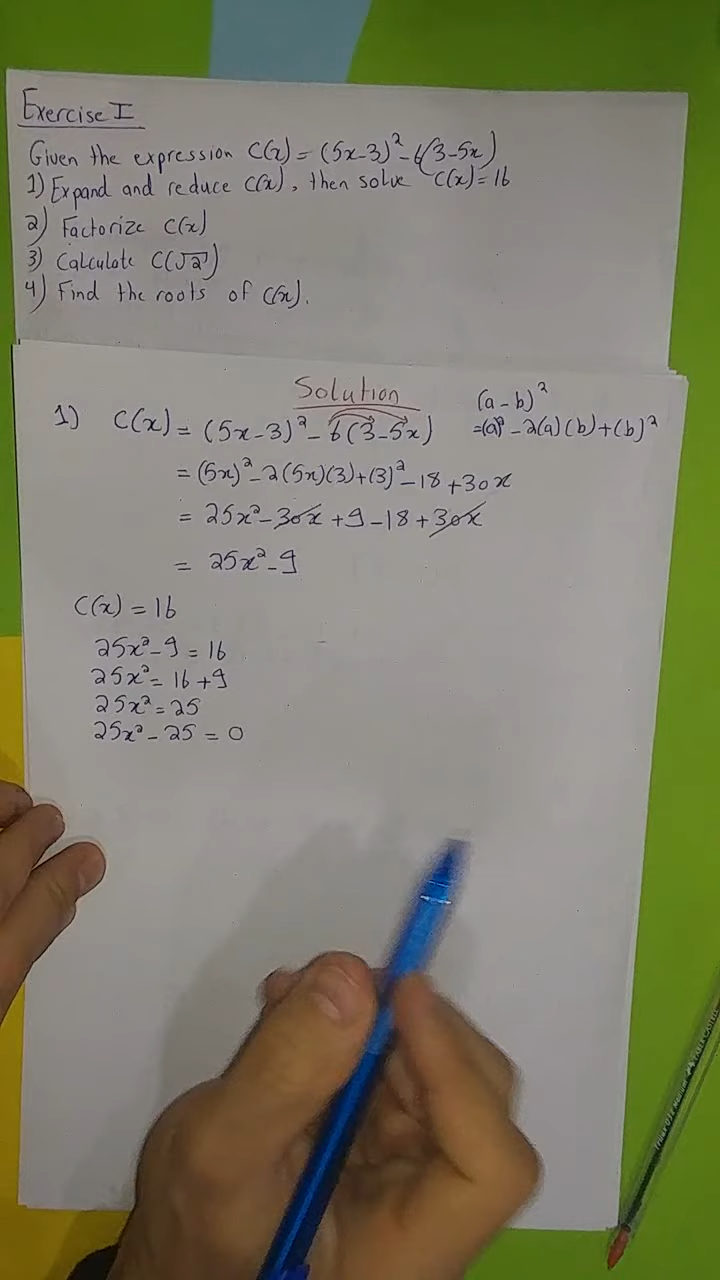 Exercise I
Given the expression C(x) = (5x-3)² - 6(3-5x)
1) Expand and reduce C(x), then solve C(x) = 16
2) Factorize C(x)
3) Calculate C(√2)
4) Find the roots of C(x).
Solution
(a-b)²
= (a)² - 2(a)(b) + (b)²
1) C(x) = (5x-3)² - 6(3-5x)
= (5x)² - 2(5x)(3) + (3)² - 18 + 30x
= 25x² - 30x + 9 - 18 + 30x
= 25x² - 9
C(x) = 16
25x² - 9 = 16
25x² = 16 + 9
25x² = 25
25x² - 25 = 0